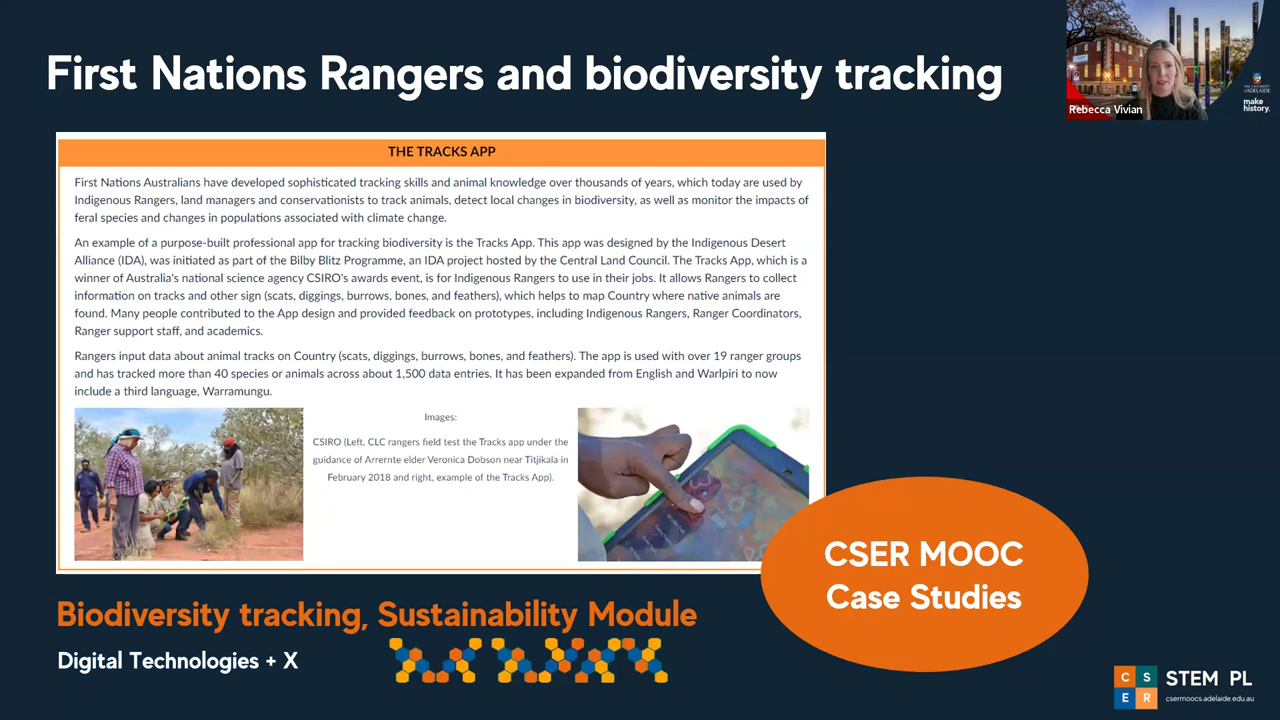 First Nations Rangers and biodiversity tracking
Rebecca Vivian
THE UNIVERSITY
of ADELAIDE
make
history.
THE TRACKS APP
First Nations Australians have developed sophisticated tracking skills and animal knowledge over thousands of years, which today are used by
Indigenous Rangers, land managers and conservationists to track animals, detect local changes in biodiversity, as well as monitor the impacts of
feral species and changes in populations associated with climate change.
An example of a purpose-built professional app for tracking biodiversity is the Tracks App. This app was designed by the Indigenous Desert
Alliance (IDA), was initiated as part of the Bilby Blitz Programme, an IDA project hosted by the Central Land Council. The Tracks App, which is a
winner of Australia's national science agency CSIRO's awards event, is for Indigenous Rangers to use in their jobs. It allows Rangers to collect
information on tracks and other sign (scats, diggings, burrows, bones, and feathers), which helps to map Country where native animals are
found. Many people contributed to the App design and provided feedback on prototypes, including Indigenous Rangers, Ranger Coordinators,
Ranger support staff, and academics.
Rangers input data about animal tracks on Country (scats, diggings, burrows, bones, and feathers). The app is used with over 19 ranger groups
and has tracked more than 40 species or animals across about 1,500 data entries. It has been expanded from English and Warlpiri to now
include a third language, Warramungu.
Images:
CSIRO (Left, CLC rangers field test the Tracks app under the
guidance of Arrernte elder Veronica Dobson near Titjikala in
February 2018 and right, example of the Tracks App).
CSER MOOC
Case Studies
Biodiversity tracking, Sustainability Module
Digital Technologies + X
C S
E R
STEM PL
csermoocs.adelaide.edu.au